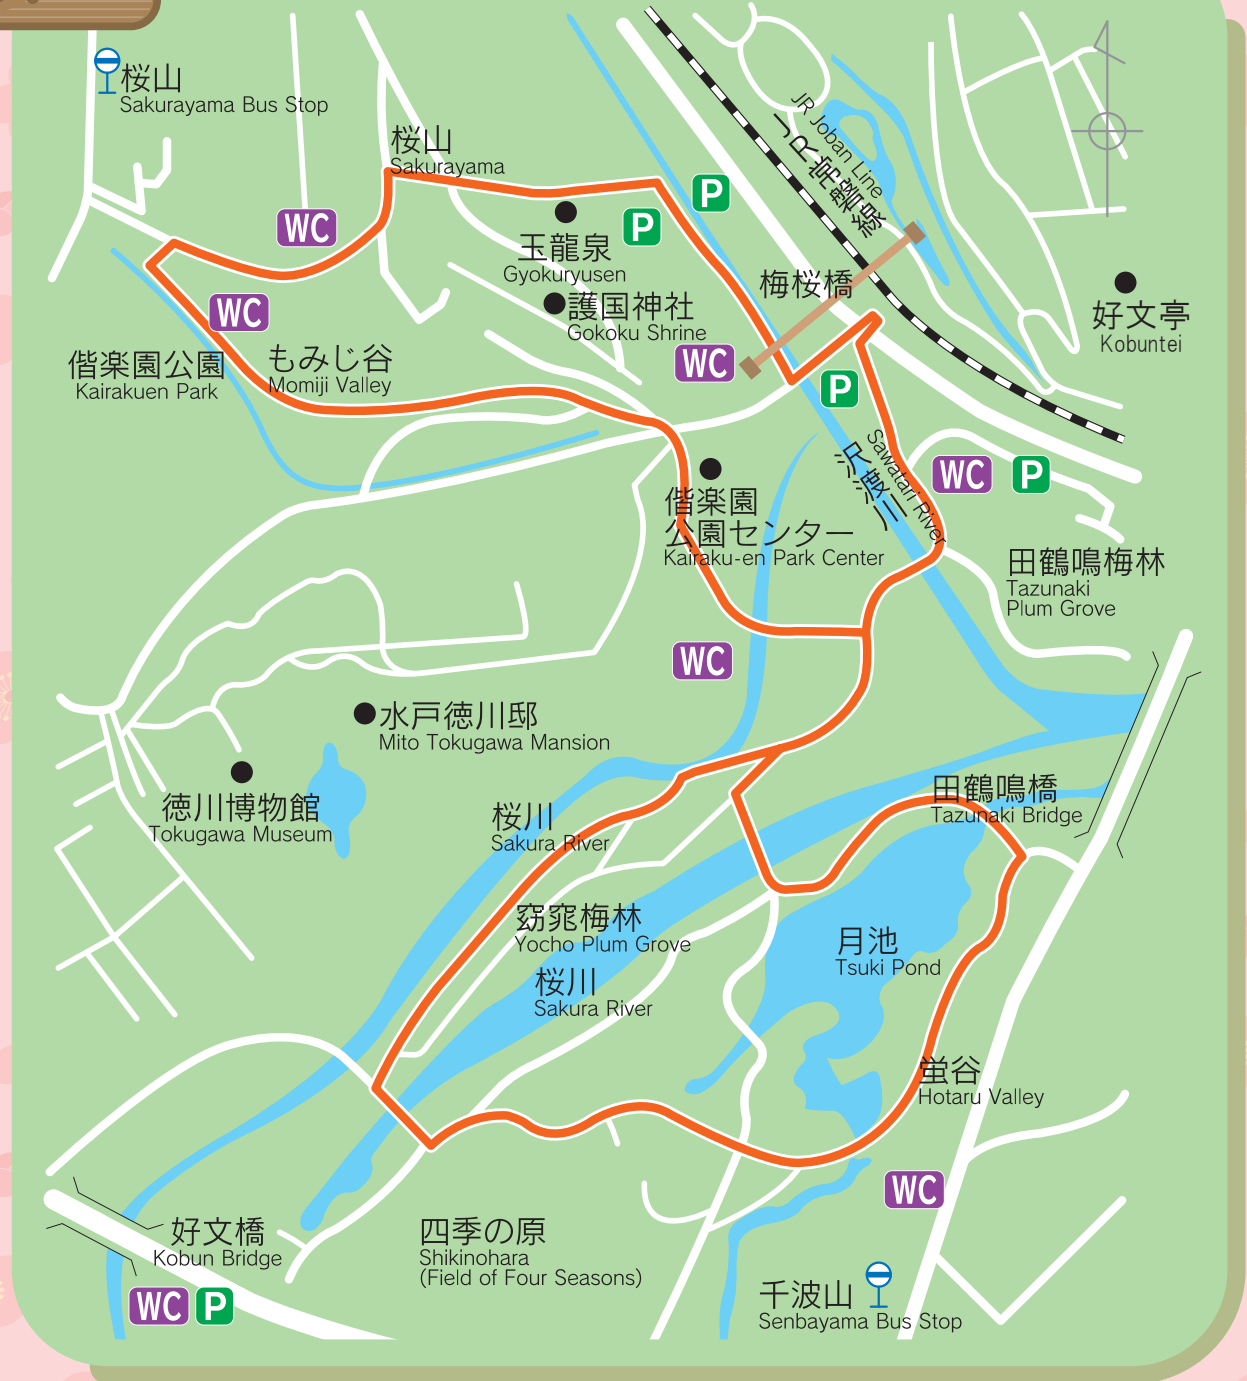 桜山
Sakurayama Bus Stop
桜山
Sakurayama
WC
P
P
玉龍泉
Gyokuryusen
護国神社
Gokoku Shrine
JR常磐線
JR Joban Line
梅桜橋
好文亭
Kobuntei
WC
偕楽園公園
Kairakuen Park
もみじ谷
Momiji Valley
WC
P
沢渡川
Sawatari River
WC
P
偕楽園
公園センター
Kairaku-en Park Center
田鶴鳴梅林
Tazunaki
Plum Grove
WC
水戸徳川邸
Mito Tokugawa Mansion
徳川博物館
Tokugawa Museum
桜川
Sakura River
田鶴鳴橋
Tazunaki Bridge
窈窕梅林
Yocho Plum Grove
桜川
Sakura River
月池
Tsuki Pond
蛍谷
Hotaru Valley
WC
好文橋
Kobun Bridge
WC
P
四季の原
Shikinohara
(Field of Four Seasons)
千波山
Senbayama Bus Stop